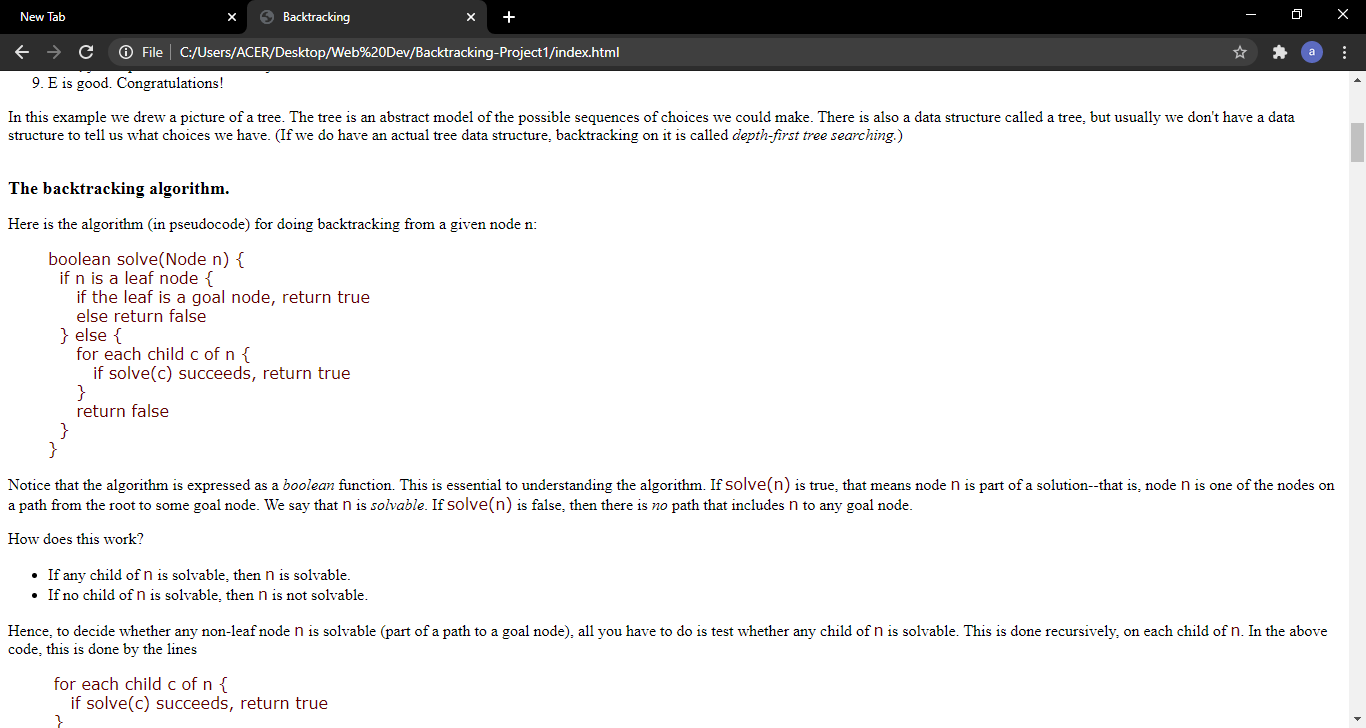 New Tab
Backtracking
File
C:/Users/ACER/Desktop/Web%20Dev/Backtracking-Project1/index.html
a
9. E is good. Congratulations!
In this example we drew a picture of a tree. The tree is an abstract model of the possible sequences of choices we could make. There is also a data structure called a tree, but usually we don't have a data
structure to tell us what choices we have. (If we do have an actual tree data structure, backtracking on it is called depth-first tree searching.)
The backtracking algorithm.
Here is the algorithm (in pseudocode) for doing backtracking from a given node n:
boolean solve(Node n) {
if n is a leaf node {
if the leaf is a goal node, return true
else return false
} else {
for each child c of n {
if solve(c) succeeds, return true
}
return false
}
}
Notice that the algorithm is expressed as a boolean function. This is essential to understanding the algorithm. If solve(n) is true, that means node n is part of a solution--that is, node n is one of the nodes on
a path from the root to some goal node. We say that n is solvable. If solve(n) is false, then there is no path that includes n to any goal node.
How does this work?
• If any child of n is solvable, then n is solvable.
• If no child of n is solvable, then n is not solvable.
Hence, to decide whether any non-leaf node n is solvable (part of a path to a goal node), all you have to do is test whether any child of n is solvable. This is done recursively, on each child of n. In the above
code, this is done by the lines
for each child c of n {
if solve(c) succeeds, return true
}